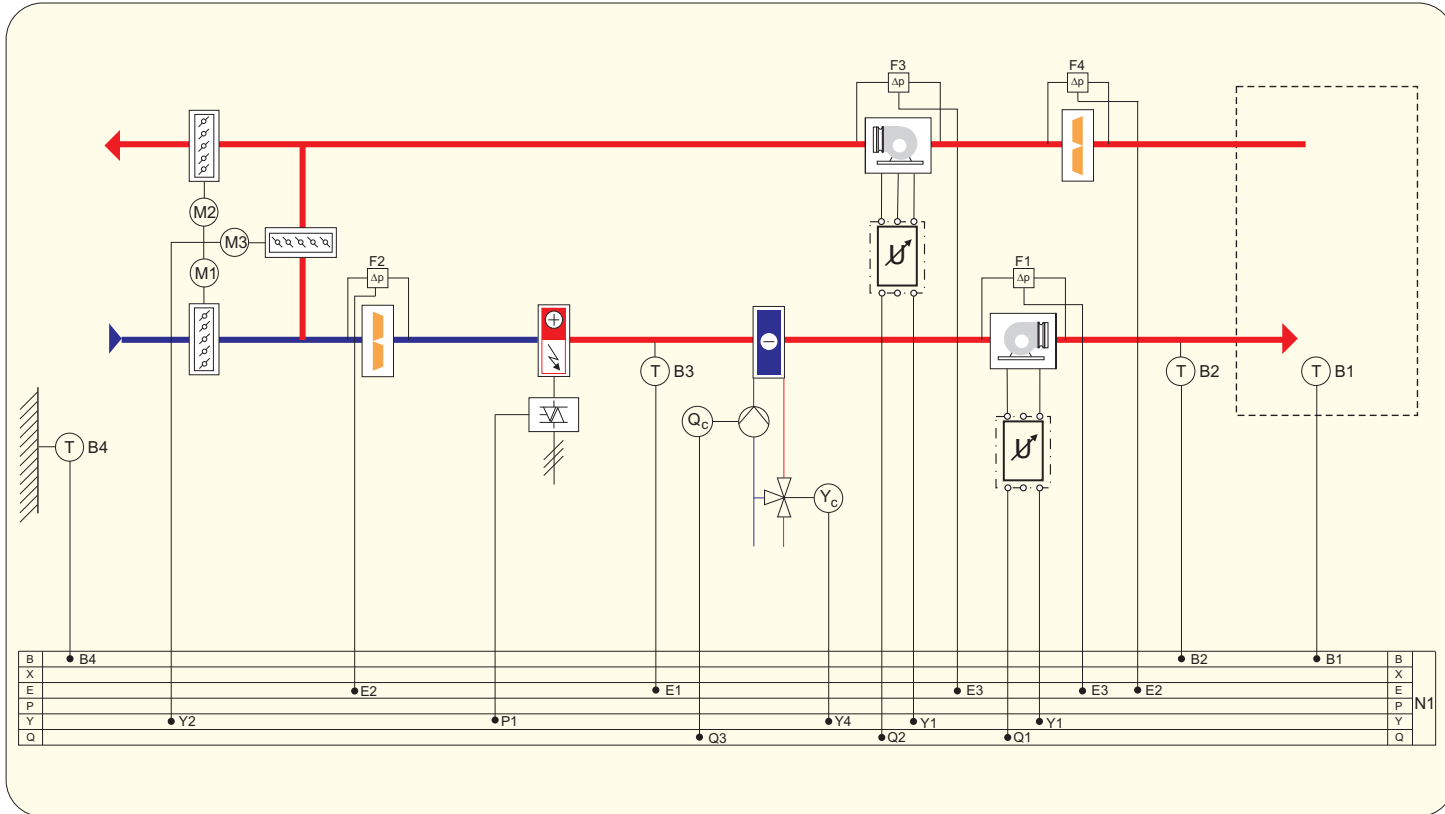 F3 F4
Δp Δp
M2
M3
M1
F2 F1
Δp Δp
U
T B3 T B2 T B1
Qc
T B4
U
Yc
B B4 B2 B1 B
X X
E E2 E1 E3 E3 E2 E
P P
N1
Y Y2 P1 Y4 Y1 Y1 Y
Q Q3 Q2 Q1 Q